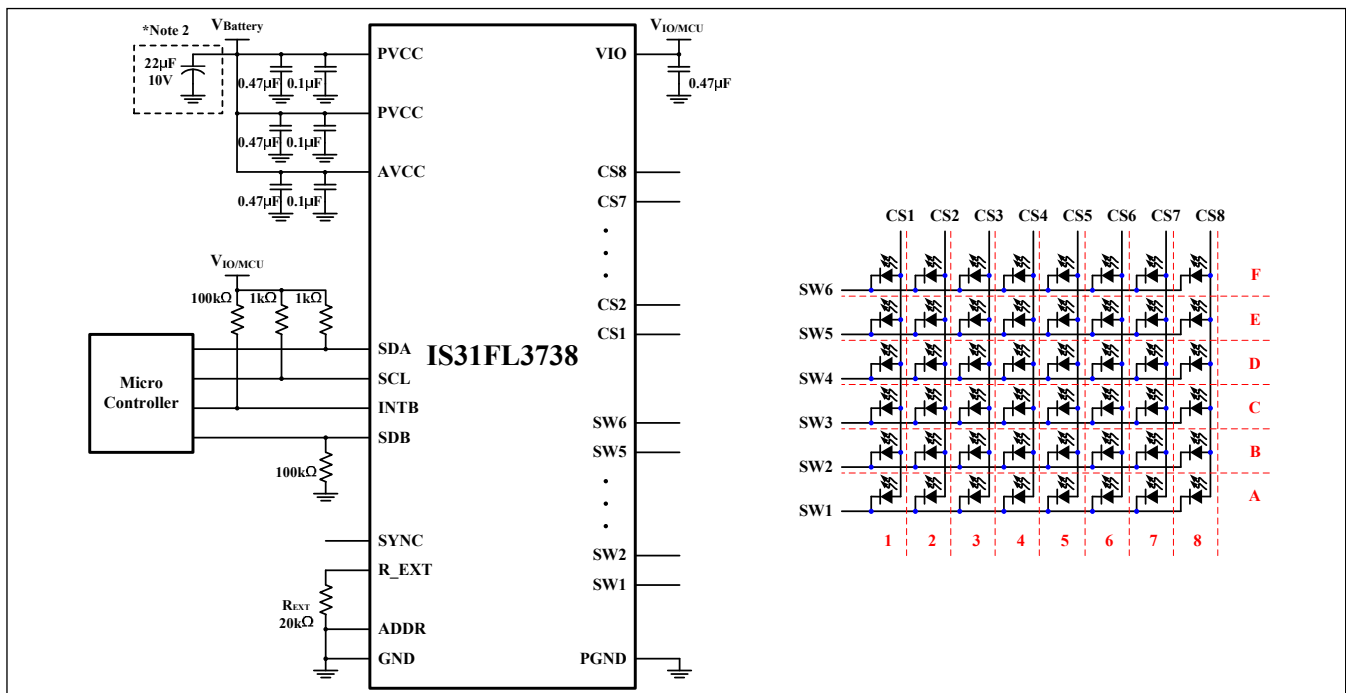 *Note 2
VBattery
22µF
10V
0.47µF 0.1µF
0.47µF 0.1µF
0.47µF 0.1µF
PVCC
PVCC
AVCC
VIO/MCU
100kΩ 1kΩ 1kΩ
Micro
Controller
SDA
SCL
INTB
SDB
100kΩ
SYNC
R_EXT
REXT
20kΩ
ADDR
GND
IS31FL3738
VIO
VIO/MCU
0.47µF
CS8
CS7
CS2
CS1
SW6
SW5
SW2
SW1
PGND
CS1 CS2 CS3 CS4 CS5 CS6 CS7 CS8
SW6 F
SW5 E
SW4 D
SW3 C
SW2 B
SW1 A
1 2 3 4 5 6 7 8